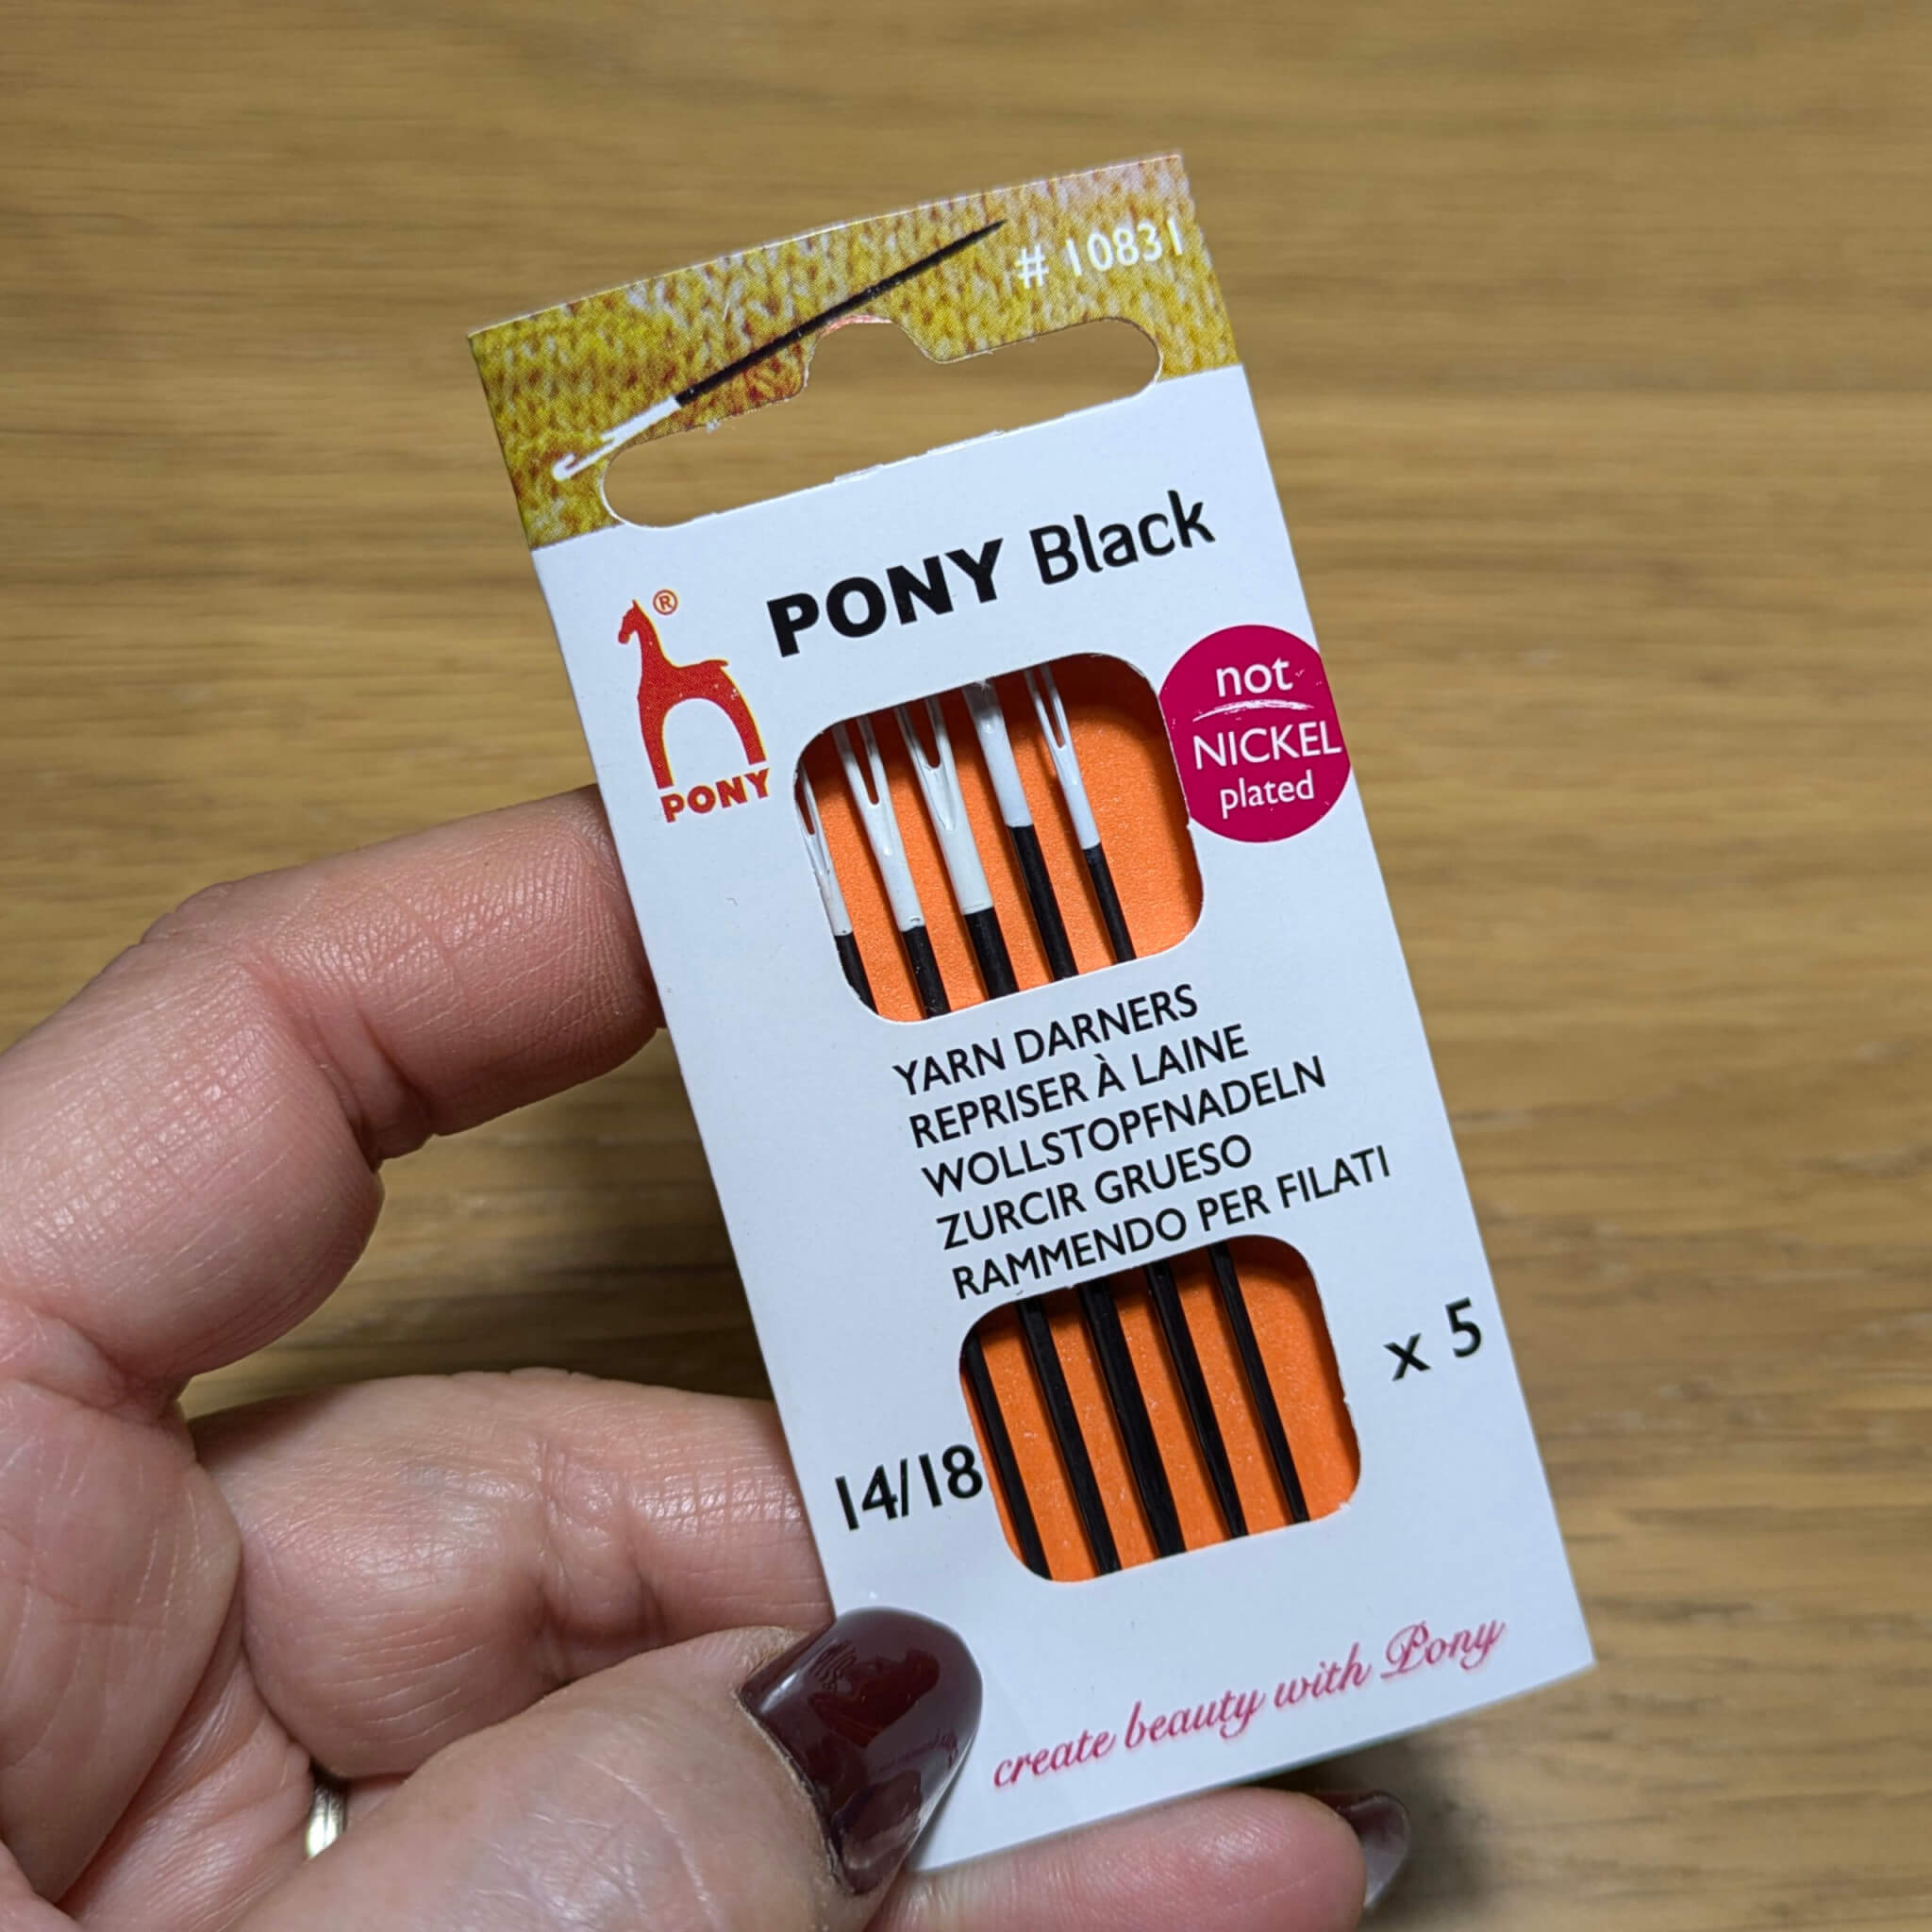 # 10831
PONY Black
®
PONY
not
NICKEL
plated
YARN DARNERS
REPRISER À LAINE
WOLLSTOPFNADELN
ZURCIR GRUESO
RAMMENDO PER FILATI
14/18
x 5
create beauty with Pony